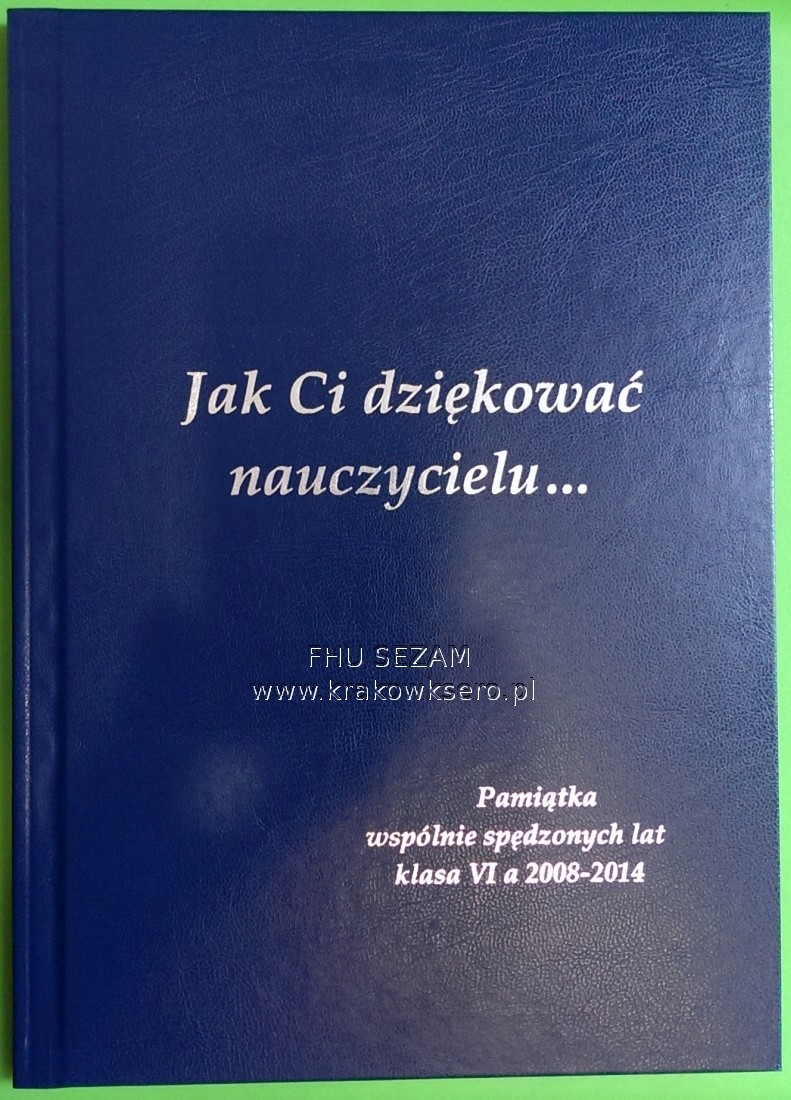 Jak Ci dziękować
nauczycielu...
FHU SEZAM
www.krakowksero.pl
Pamiątka
wspólnie spędzonych lat
klasa VI a 2008-2014